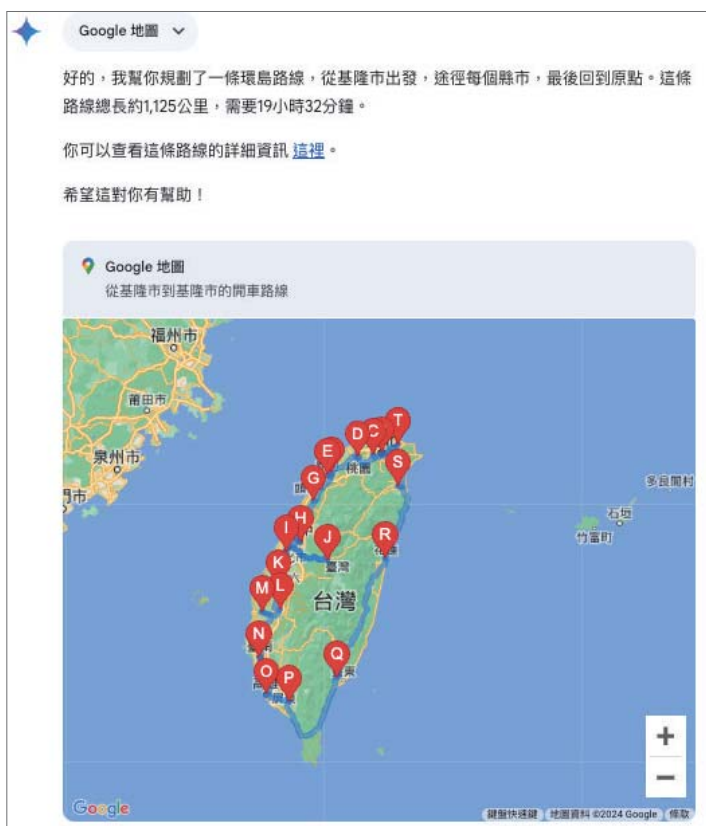 Google 地圖
好的，我幫你規劃了一條環島路線，從基隆市出發，途徑每個縣市，最後回到原點。這條
路線總長約1,125公里，需要19小時32分鐘。
你可以查看這條路線的詳細資訊 這裡。
希望這對你有幫助！
Google 地圖
從基隆市到基隆市的開車路線
福州市
莆田市
泉州市
門市
T
D
C
桃園
S
E
G
多良間村
石垣
竹富町
H
I
J
R
臺灣
K
L
M
台灣
N
O
P
Q
+
−
Google
鍵盤快速鍵
地圖資料 ©2024 Google
條款